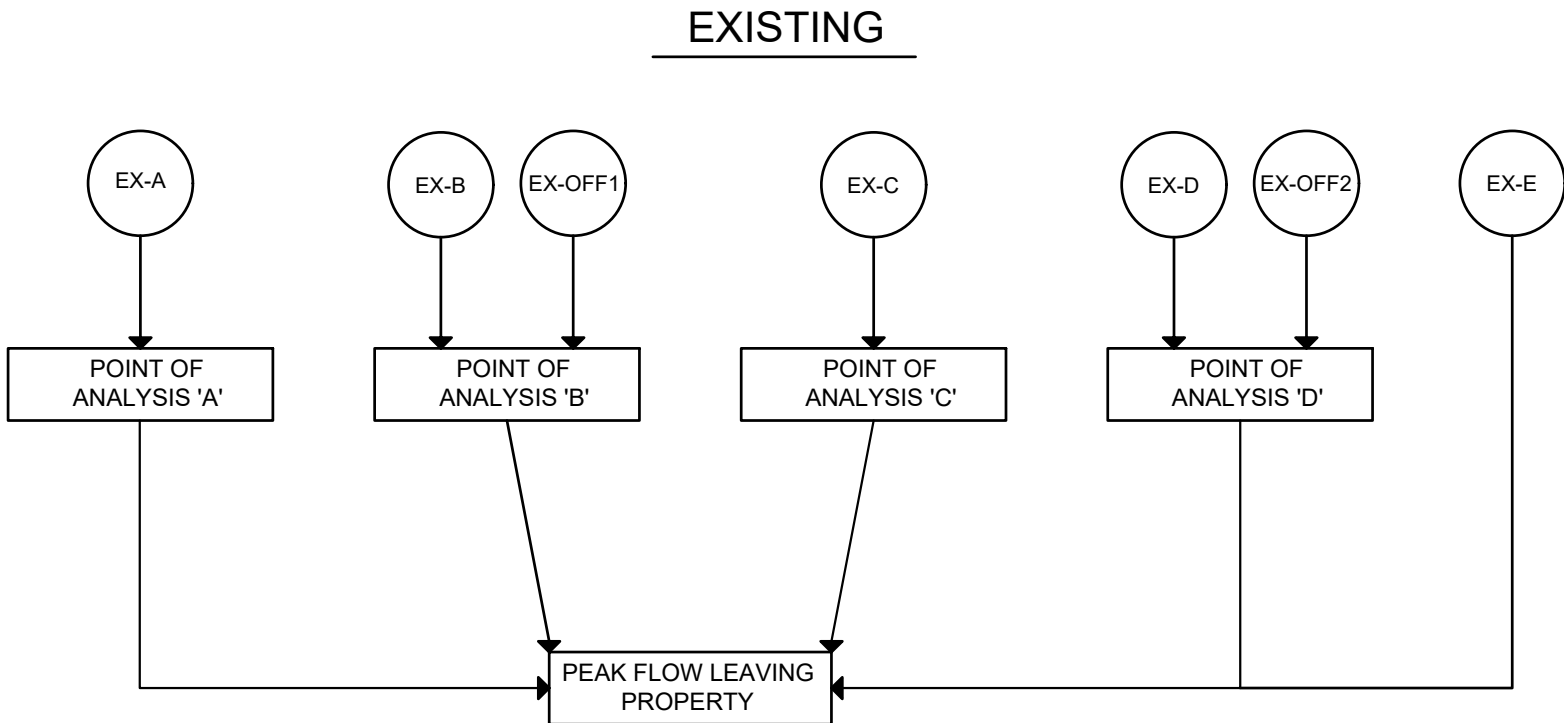 EXISTING
EX-A
EX-B
EX-OFF1
EX-C
EX-D
EX-OFF2
EX-E
POINT OF
ANALYSIS 'A'
POINT OF
ANALYSIS 'B'
POINT OF
ANALYSIS 'C'
POINT OF
ANALYSIS 'D'
PEAK FLOW LEAVING
PROPERTY